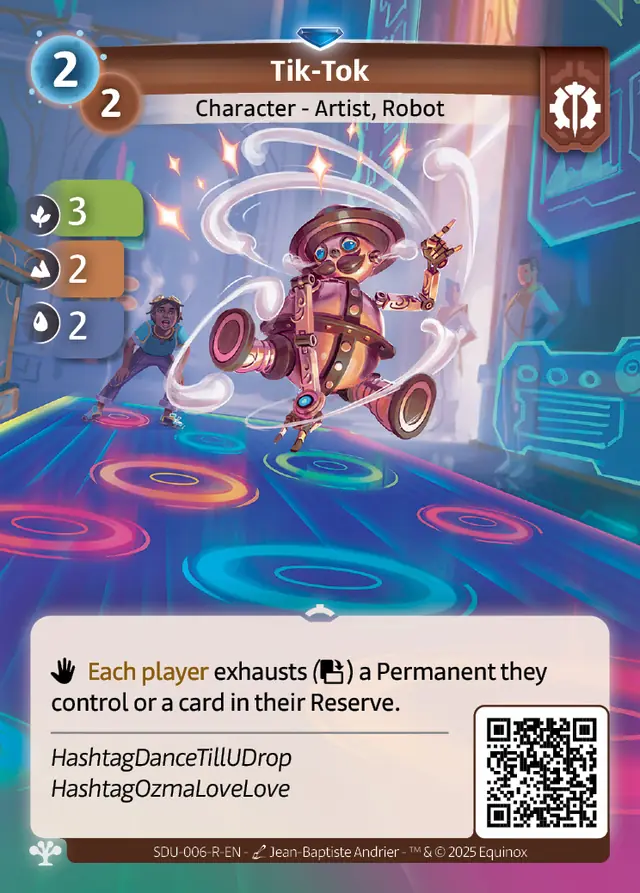 2
Tik-Tok
2
Character - Artist, Robot
3
2
2
Each player exhausts () a Permanent they
control or a card in their Reserve.
HashtagDanceTillUDrop
HashtagOzmaLoveLove
SDU-006-R-EN - Jean-Baptiste Andrier - ™ & © 2025 Equinox